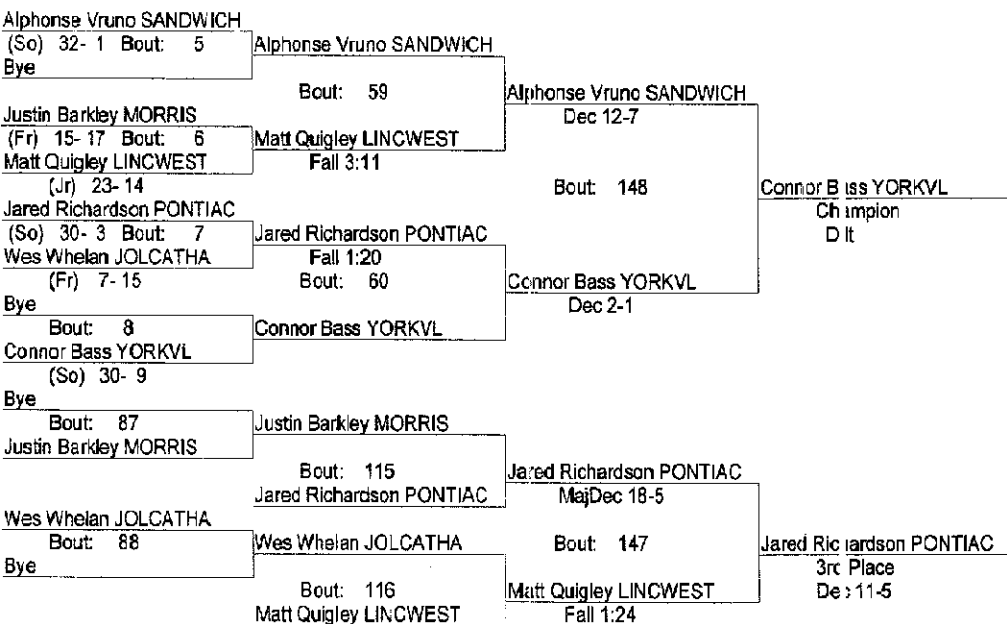 Alphonse Vruno SANDWICH
(So) 32- 1 Bout: 5
Bye
Justin Barkley MORRIS
(Fr) 15- 17 Bout: 6
Matt Quigley LINCWEST
(Jr) 23- 14
Jared Richardson PONTIAC
(So) 30- 3 Bout: 7
Wes Whelan JOLCATHA
(Fr) 7- 15
Bye
Bout: 8
Connor Bass YORKVL
(So) 30- 9
Bye
Bout: 87
Justin Barkley MORRIS
Wes Whelan JOLCATHA
Bout: 88
Bye
Alphonse Vruno SANDWICH
Bout: 59
Matt Quigley LINCWEST
Fall 3:11
Jared Richardson PONTIAC
Fall 1:20
Bout: 60
Connor Bass YORKVL
Justin Barkley MORRIS
Bout: 115
Jared Richardson PONTIAC
Wes Whelan JOLCATHA
Bout: 116
Matt Quigley LINCWEST
Alphonse Vruno SANDWICH
Dec 12-7
Bout: 148
Connor Bass YORKVL
Dec 2-1
Jared Richardson PONTIAC
MajDec 18-5
Bout: 147
Matt Quigley LINCWEST
Fall 1:24
Connor Bass YORKVL
Champion
Dflt
Jared Richardson PONTIAC
3rd Place
Dec 11-5